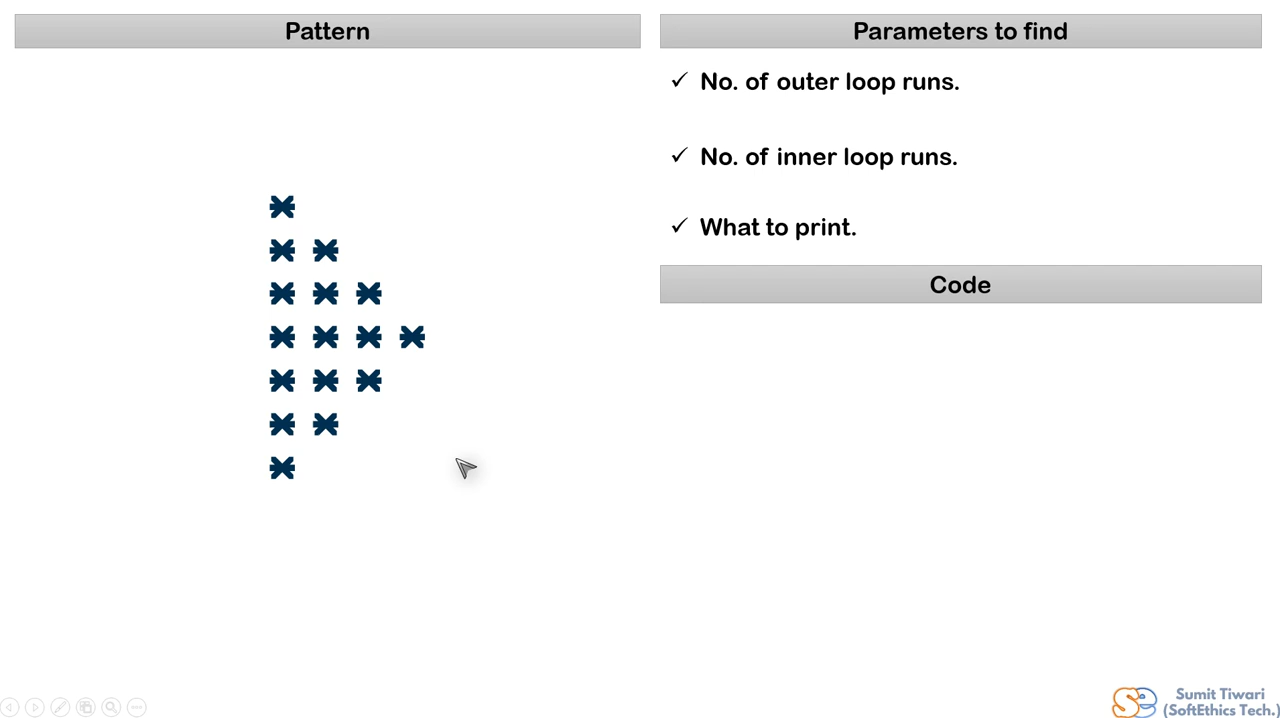 Pattern
Parameters to find
✓ No. of outer loop runs.
✓ No. of inner loop runs.
✓ What to print.
Code
*
* *
* * *
* * * *
* * *
* *
*
Sumit Tiwari
(SoftEthics Tech.)